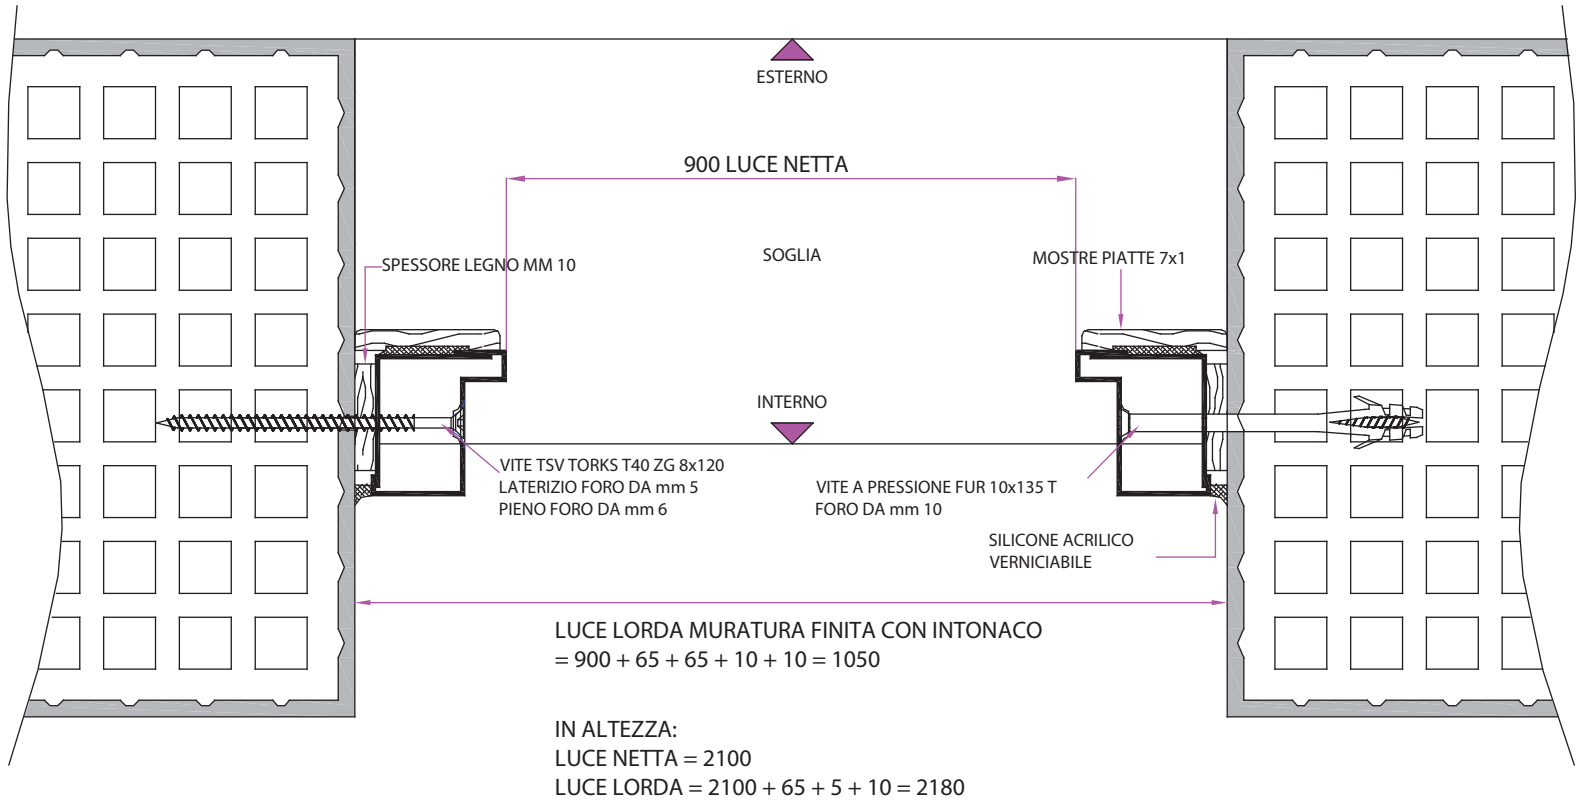 ESTERNO
900 LUCE NETTA
SOGLIA
SPESSORE LEGNO MM 10
MOSTRE PIATTE 7x1
INTERNO
VITE TSV TORKS T40 ZG 8x120
LATERIZIO FORO DA mm 5
PIENO FORO DA mm 6
VITE A PRESSIONE FUR 10x135 T
FORO DA mm 10
SILICONE ACRILICO
VERNICIABILE
LUCE LORDA MURATURA FINITA CON INTONACO
= 900 + 65 + 65 + 10 + 10 = 1050
IN ALTEZZA:
LUCE NETTA = 2100
LUCE LORDA = 2100 + 65 + 5 + 10 = 2180